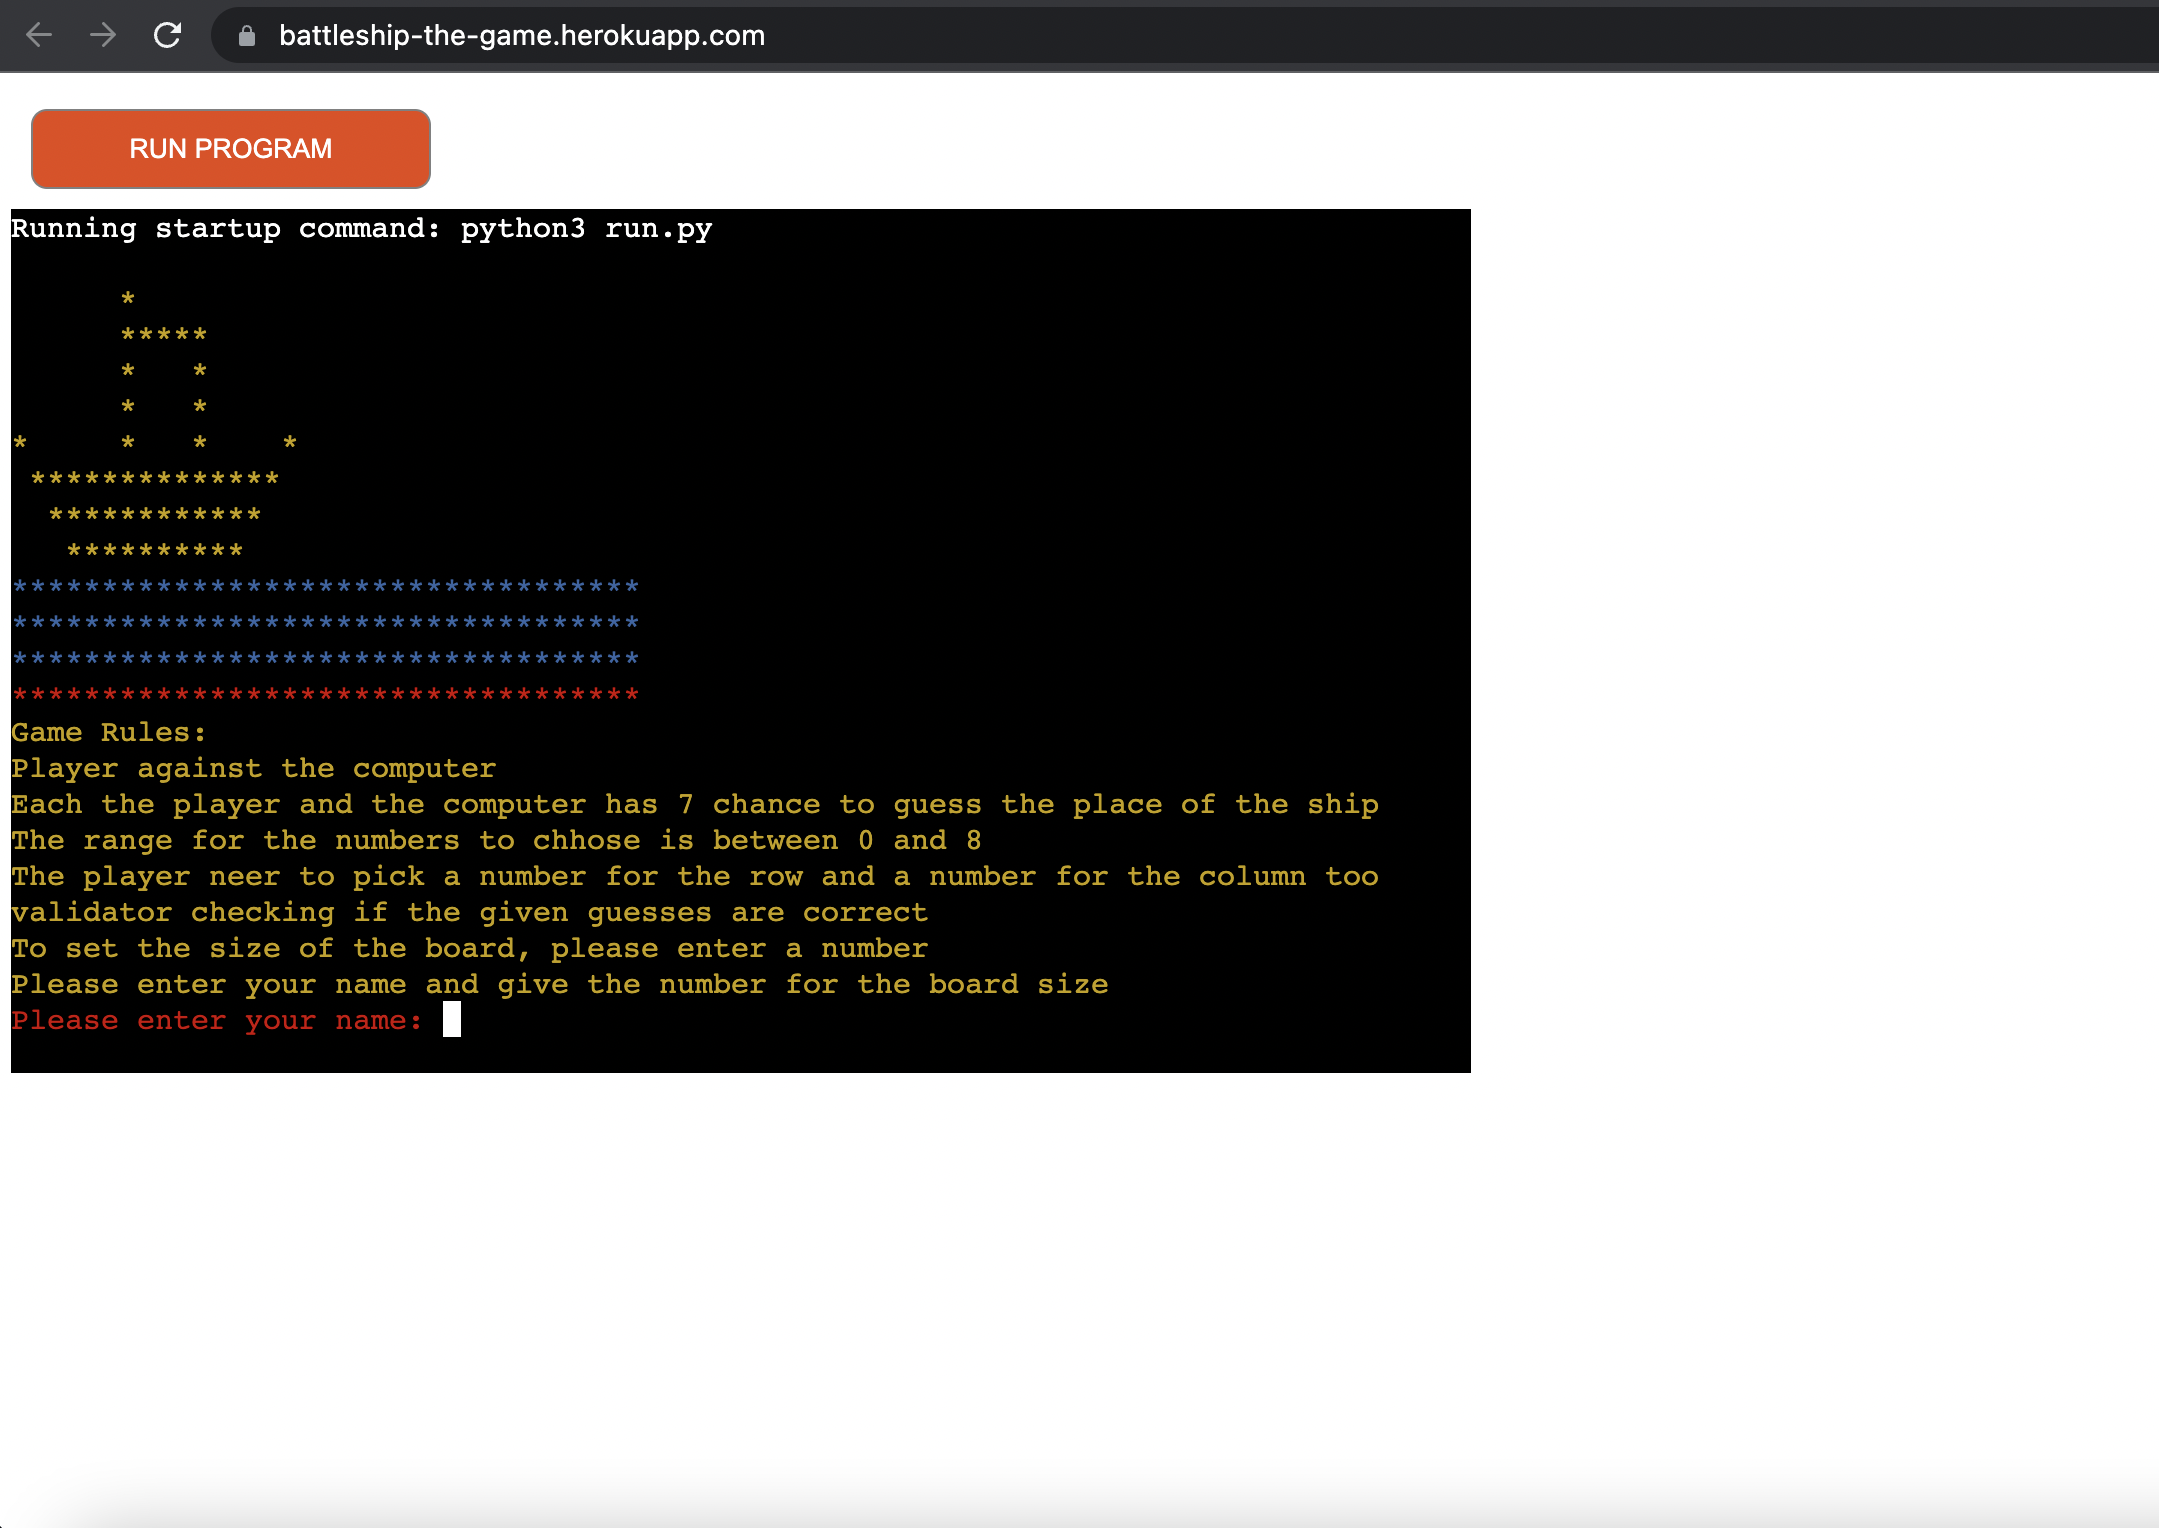 battleship-the-game.herokuapp.com
RUN PROGRAM
Running startup command: python3 run.py
      *
      *****
      *   *
      *   *
*     *   *    *
 **************
  ************
   **********
***********************************
***********************************
***********************************
***********************************
Game Rules:
Player against the computer
Each the player and the computer has 7 chance to guess the place of the ship
The range for the numbers to chhose is between 0 and 8
The player neer to pick a number for the row and a number for the column too
validator checking if the given guesses are correct
To set the size of the board, please enter a number
Please enter your name and give the number for the board size
Please enter your name: